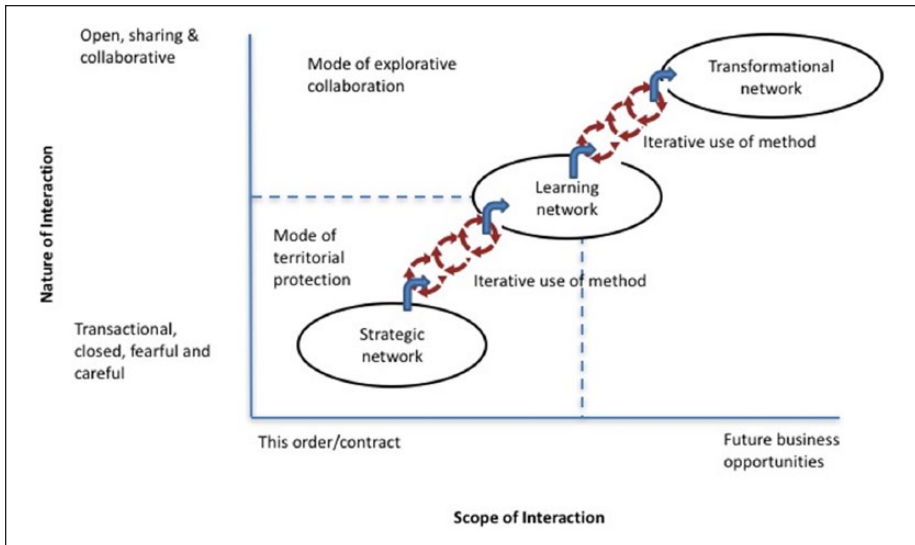 Open, sharing &
collaborative
Mode of explorative
collaboration
Transformational
network
Iterative use of method
Nature of Interaction
Learning
network
Mode of
territorial
protection
Iterative use of method
Transactional,
closed, fearful and
careful
Strategic
network
This order/contract
Future business
opportunities
Scope of Interaction